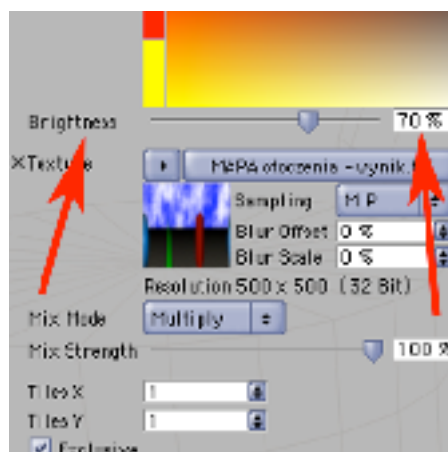 Brightness 70 %
Texture MAPA otoczenia - wynik.
Sampling MIP
Blur Offset 0 %
Blur Scale 0 %
Resolution 500 x 500 (32 Bit)
Mix Mode Multiply
Mix Strength 100 %
Tiles X 1
Tiles Y 1
Exclusive